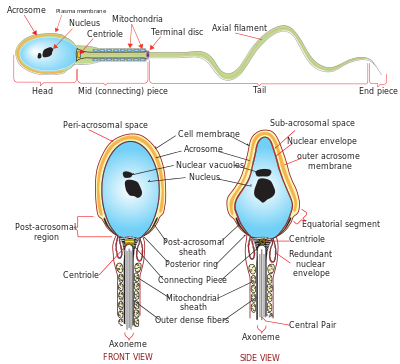 Acrosome
Plasma membrane
Nucleus
Centriole
Mitochondria
Terminal disc
Axial filament
Head
Mid (connecting) piece
Tail
End piece
Peri-acrosomal space
Cell membrane
Acrosome
Nuclear vacuoles
Nucleus
Sub-acrosomal space
Nuclear envelope
outer acrosome
membrane
Post-acrosomal
region
Equatorial segment
Post-acrosomal
sheath
Posterior ring
Centriole
Redundant
nuclear
envelope
Centriole
Connecting Piece
Mitochondrial
sheath
Outer dense fibers
Central Pair
Axoneme
Axoneme
FRONT VIEW
SIDE VIEW